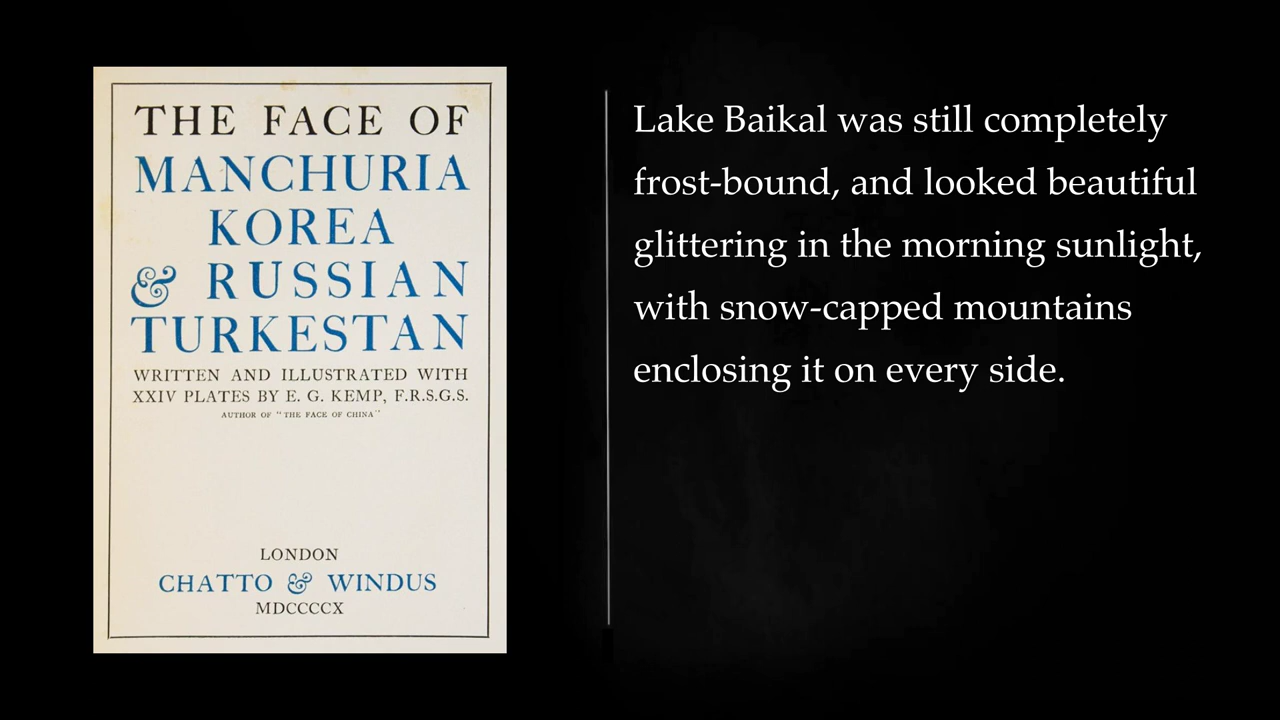 THE FACE OF
MANCHURIA
KOREA
& RUSSIAN
TURKESTAN
WRITTEN AND ILLUSTRATED WITH
XXIV PLATES BY E. G. KEMP, F.R.S.G.S.
AUTHOR OF "THE FACE OF CHINA"
LONDON
CHATTO & WINDUS
MDCCCCX
Lake Baikal was still completely
frost-bound, and looked beautiful
glittering in the morning sunlight,
with snow-capped mountains
enclosing it on every side.